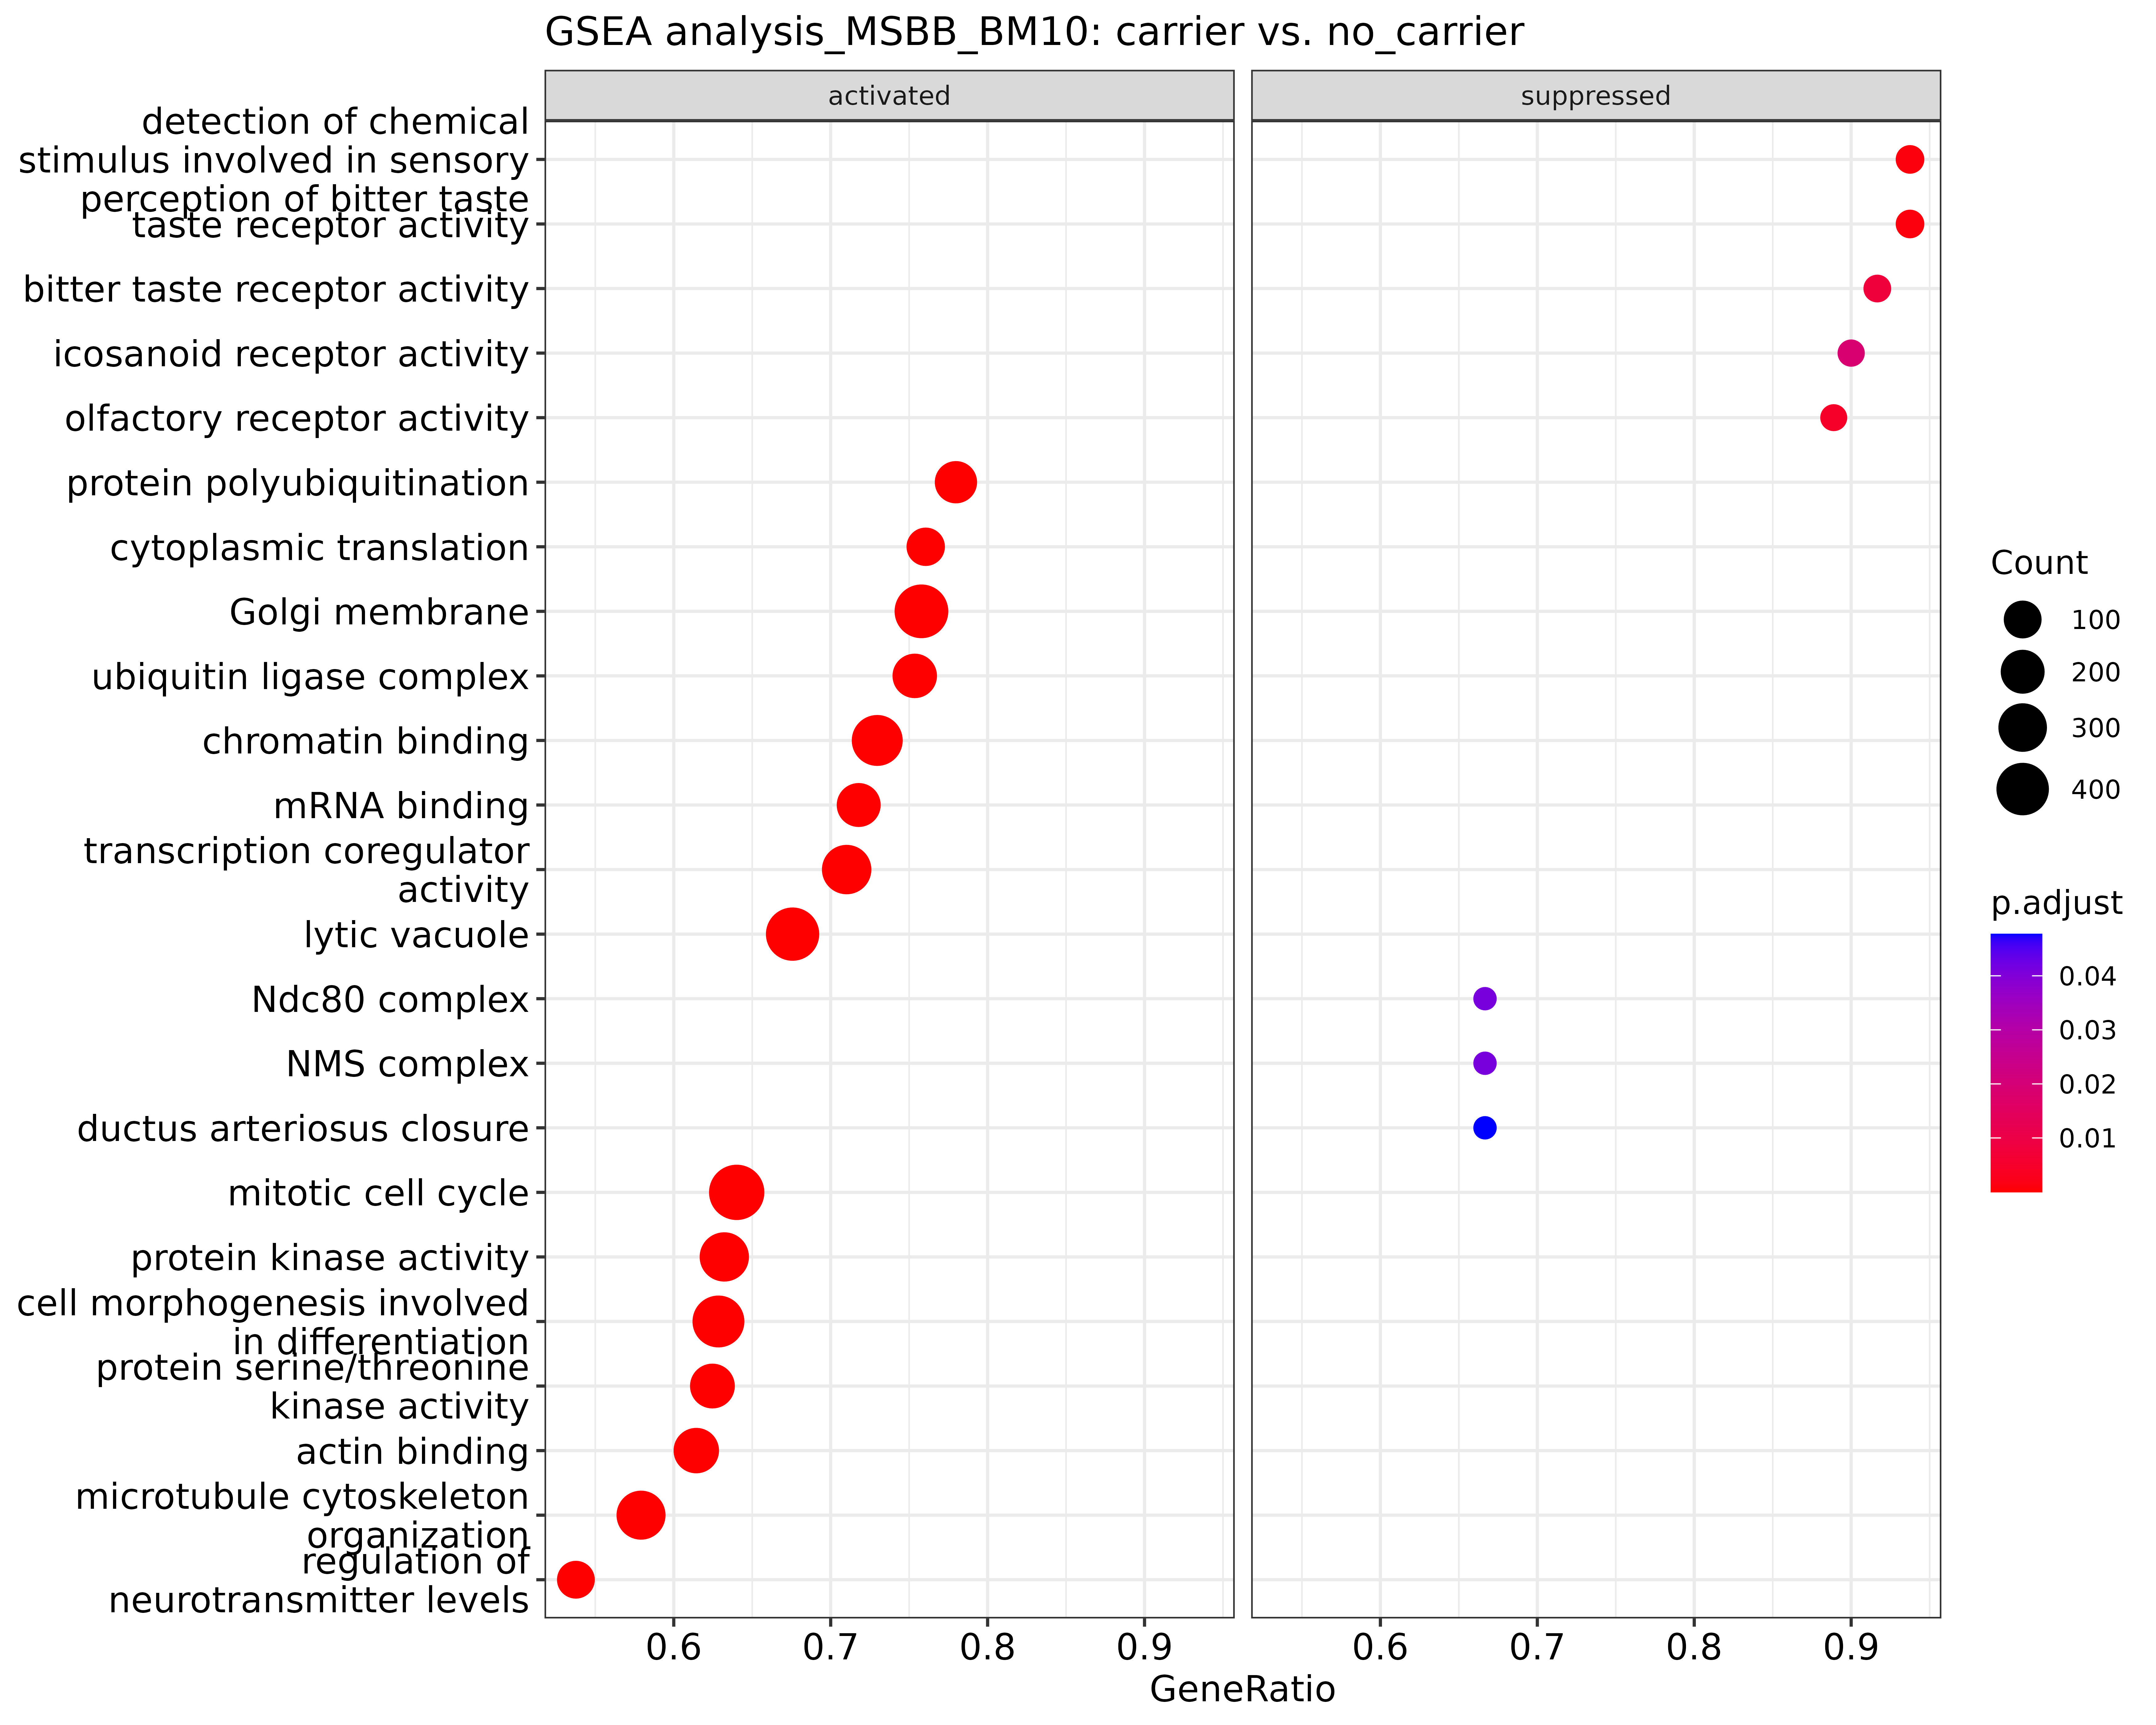 GSEA analysis_MSBB_BM10: carrier vs. no_carrier
activated
suppressed
detection of chemical
stimulus involved in sensory
perception of bitter taste
taste receptor activity
bitter taste receptor activity
icosanoid receptor activity
olfactory receptor activity
protein polyubiquitination
cytoplasmic translation
Golgi membrane
ubiquitin ligase complex
chromatin binding
mRNA binding
transcription coregulator
activity
lytic vacuole
Ndc80 complex
NMS complex
ductus arteriosus closure
mitotic cell cycle
protein kinase activity
cell morphogenesis involved
in differentiation
protein serine/threonine
kinase activity
actin binding
microtubule cytoskeleton
organization
regulation of
neurotransmitter levels
0.6 0.7 0.8 0.9
0.6 0.7 0.8 0.9
GeneRatio
Count
100
200
300
400
p.adjust
0.04
0.03
0.02
0.01